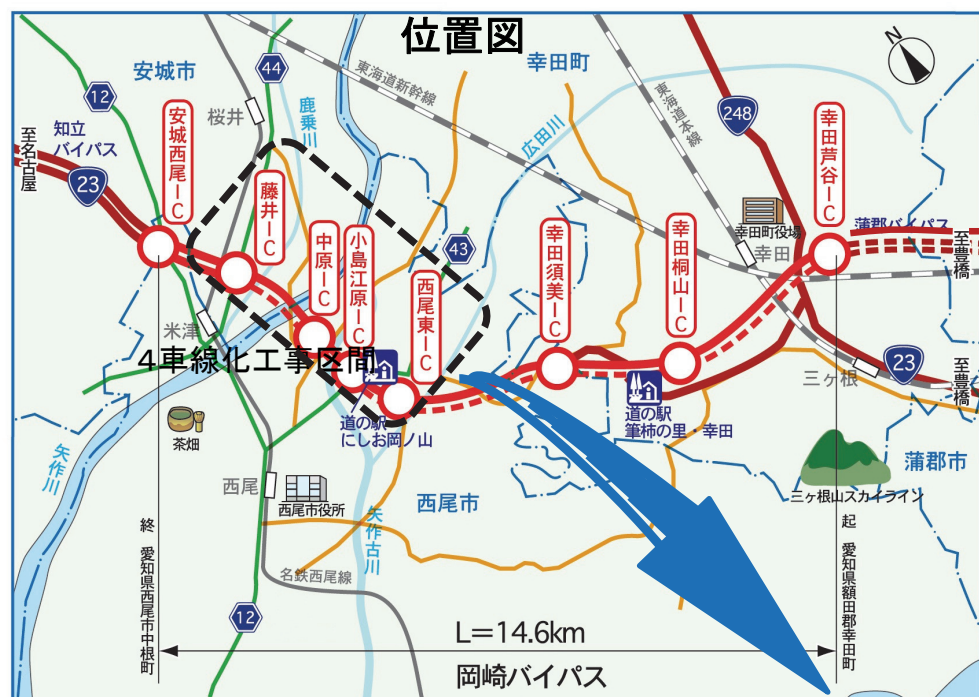 位置図
安城市
幸田町
N
44
12
東海道新幹線
東海道本線
248
桜井
鹿乗川
広田川
知立
バイパス
至名古屋
23
安城西尾IC
藤井IC
中原IC
小島江原IC
西尾東IC
43
幸田須美IC
幸田桐山IC
幸田芦谷IC
幸田町役場
幸田
蒲郡バイパス
至豊橋
米津
4車線化工事区間
道の駅
にしお岡ノ山
道の駅
筆柿の里・幸田
三ヶ根
23
至豊橋
茶畑
矢作川
西尾
西尾市役所
西尾市
矢作古川
蒲郡市
三ヶ根山スカイライン
名鉄西尾線
12
終 愛知県西尾市中根町
起 愛知県額田郡幸田町
L=14.6km
岡崎バイパス